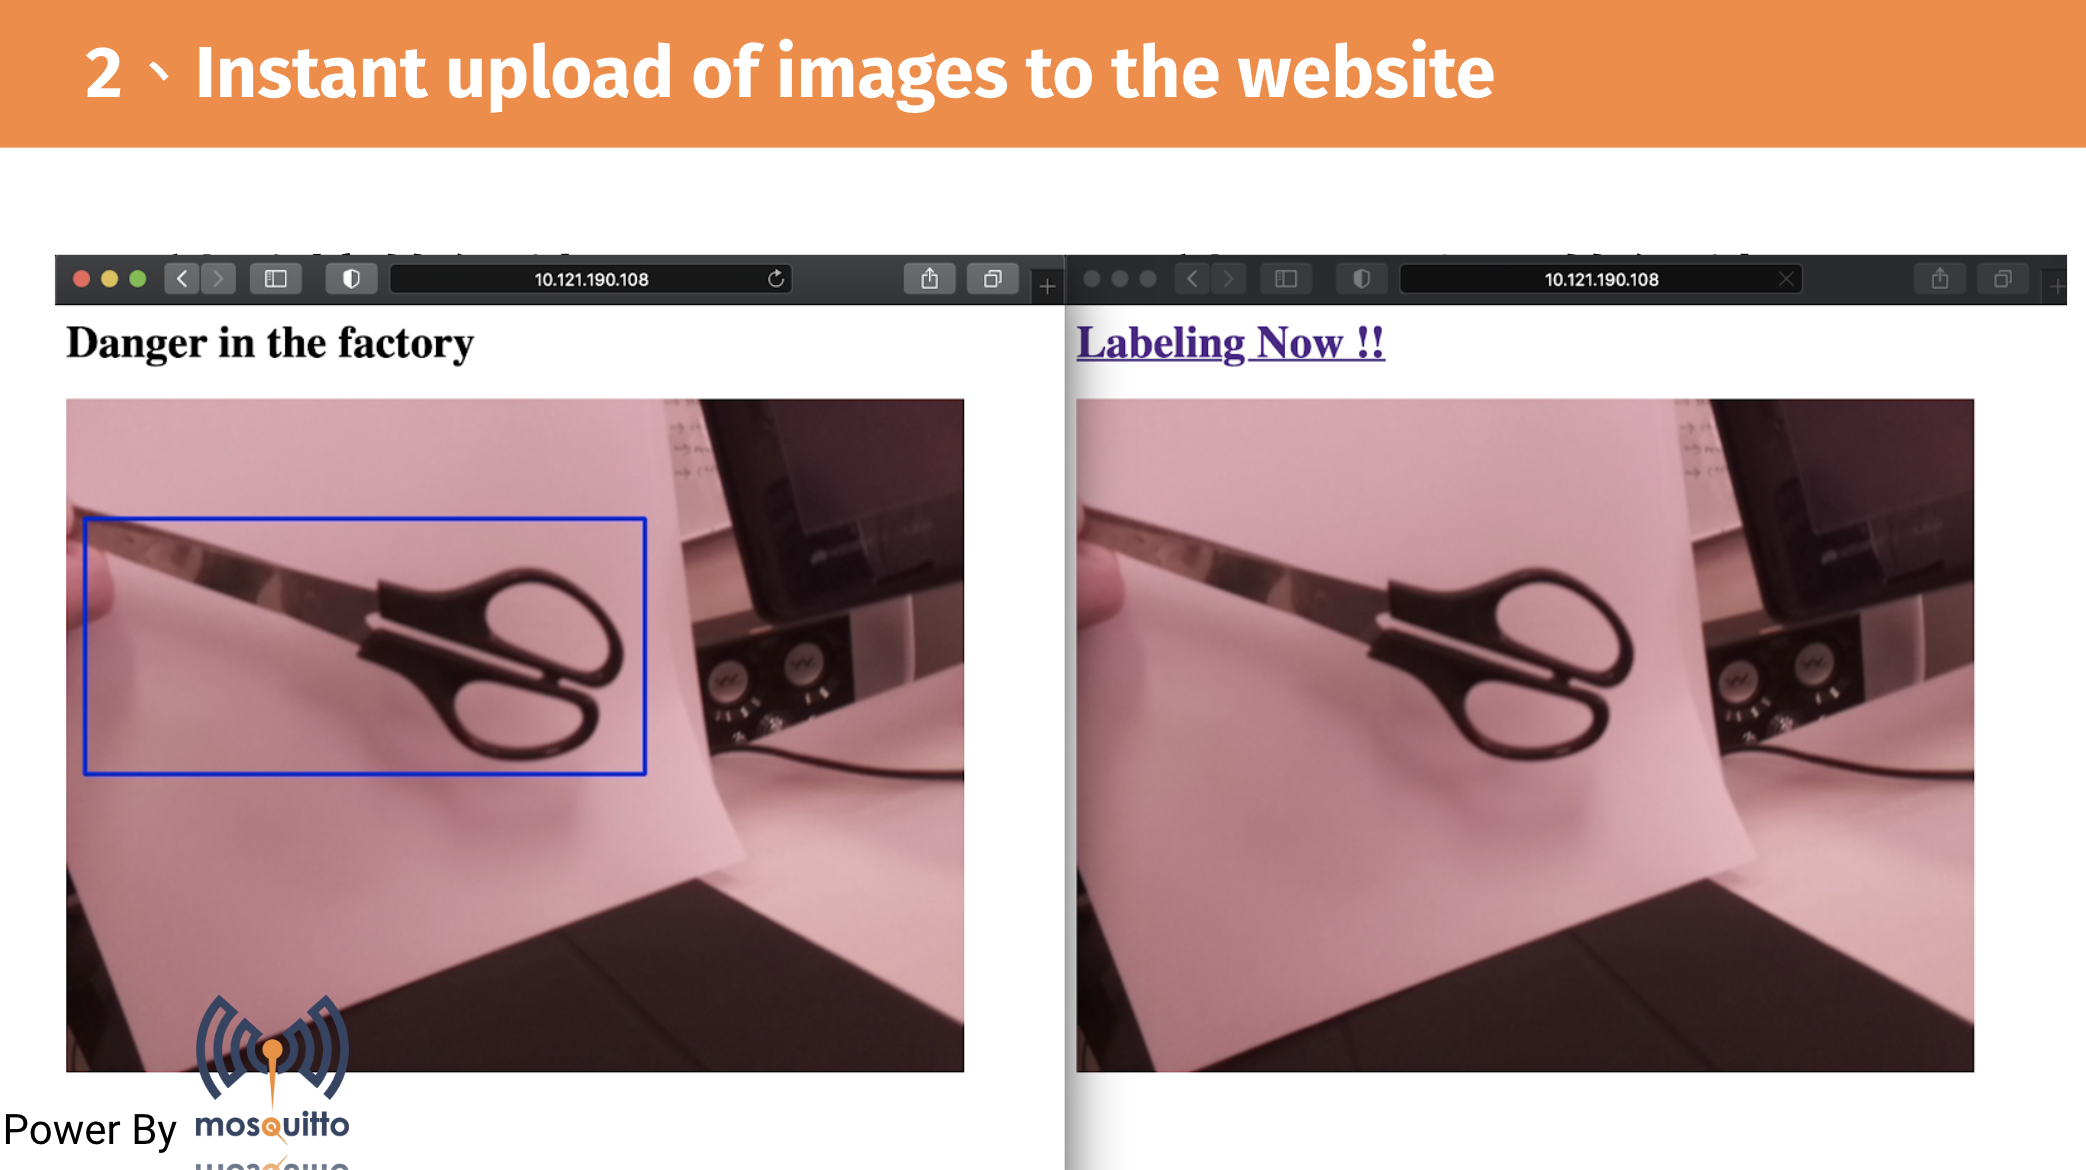 2、Instant upload of images to the website
10.121.190.108
10.121.190.108
Danger in the factory
Labeling Now !!
Power By
mosquitto